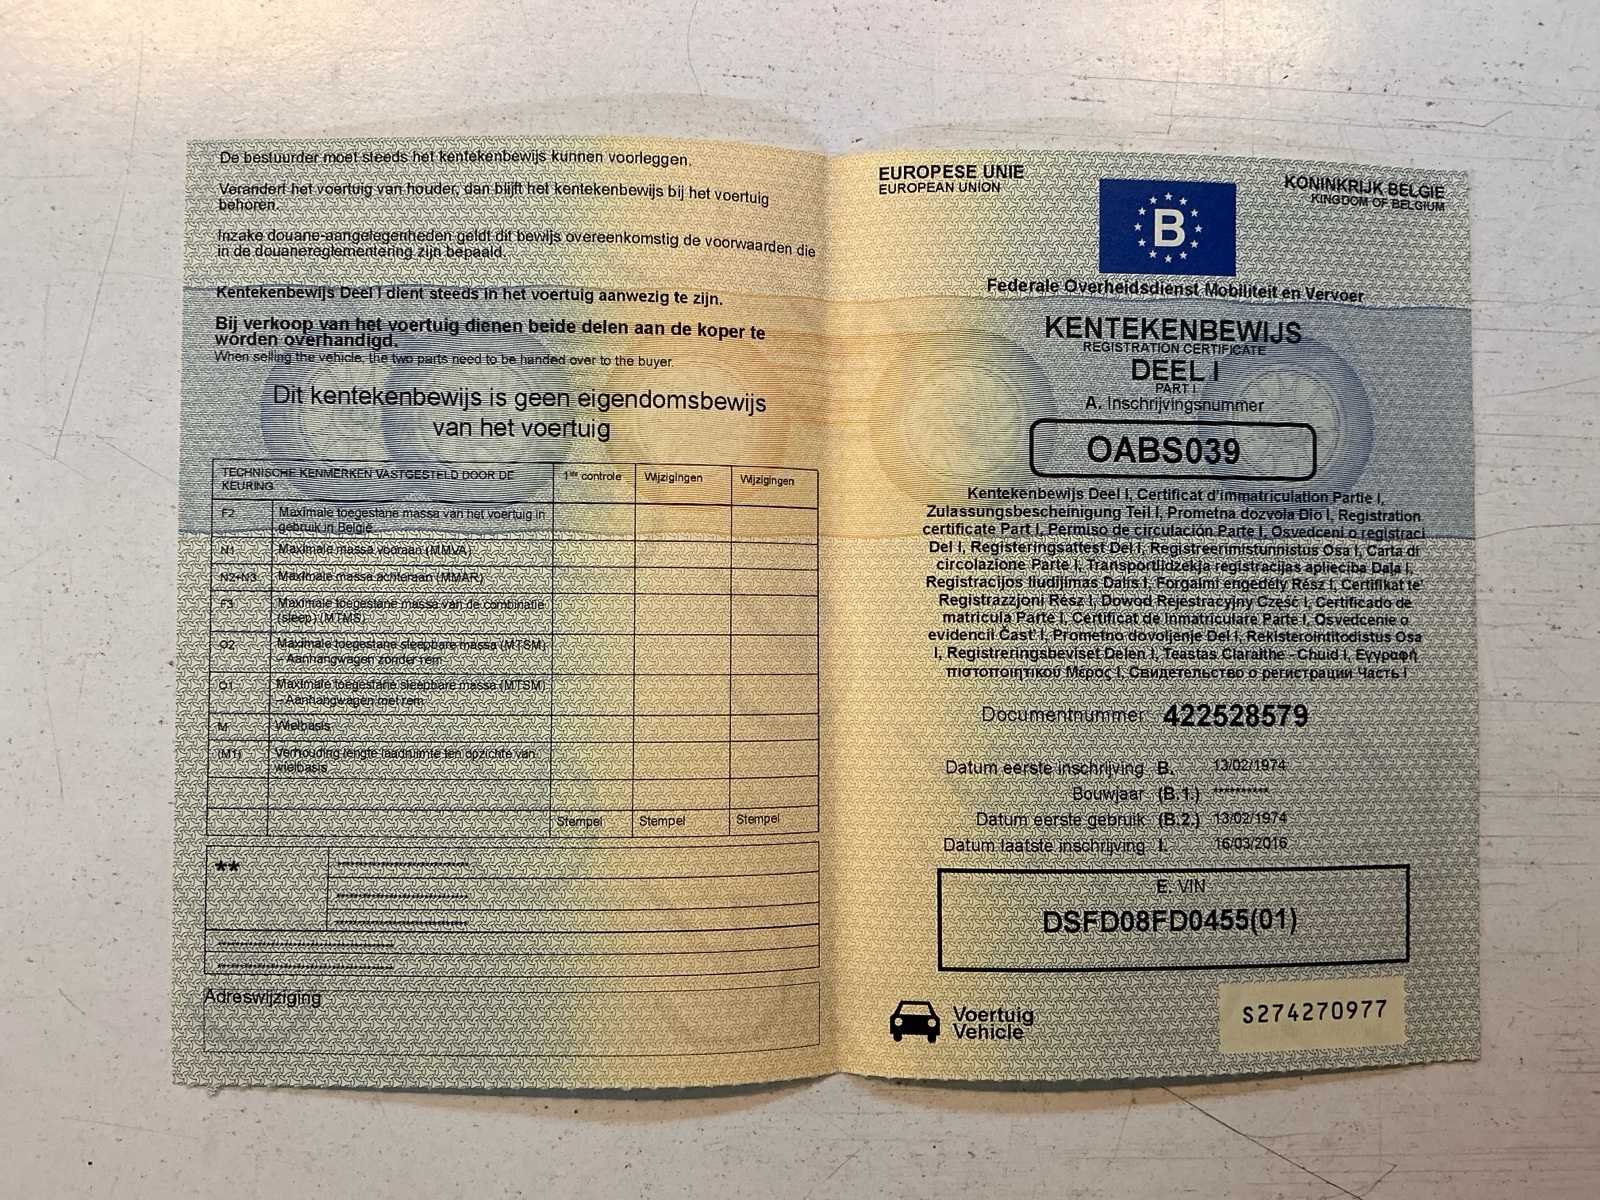 De bestuurder moet steeds het kentekenbewijs kunnen voorleggen.
Verandert het voertuig van houder, dan blijft het kentekenbewijs bij het voertuig
behoren.
Inzake douane-aangelegenheden geldt dit bewijs overeenkomstig de voorwaarden die
in de douanereglementering zijn bepaald.
Kentekenbewijs Deel I dient steeds in het voertuig aanwezig te zijn.
Bij verkoop van het voertuig dienen beide delen aan de koper te
worden overhandigd.
When selling the vehicle, the two parts need to be handed over to the buyer.
Dit kentekenbewijs is geen eigendomsbewijs
van het voertuig
TECHNISCHE KENMERKEN VASTGESTELD DOOR DE
KEURING
1ste controle
Wijzigingen
Wijzigingen
F2
Maximale toegestane massa van het voertuig in
gebruik in België
N1
Maximale massa vooraan (MMVA)
N2+N3
Maximale massa achteraan (MMAR)
F3
Maximale toegestane massa van de combinatie
(sleep) (MTMS)
O2
Maximale toegestane sleepbare massa (MTSM)
– Aanhangwagen zonder rem
O1
Maximale toegestane sleepbare massa (MTSM)
– Aanhangwagen met rem
M
Wielbasis
(M1)
Verhouding lengte laadruimte ten opzichte van
wielbasis
Stempel
Stempel
Stempel
**
Adreswijziging
EUROPESE UNIE
EUROPEAN UNION
B
KONINKRIJK BELGIE
KINGDOM OF BELGIUM
Federale Overheidsdienst Mobiliteit en Vervoer
KENTEKENBEWIJS
REGISTRATION CERTIFICATE
DEEL I
PART I
A. Inschrijvingsnummer
OABS039
Kentekenbewijs Deel I, Certificat d'immatriculation Partie I,
Zulassungsbescheinigung Teil I, Prometna dozvola Dio I, Registration
certificate Part I, Permiso de circulación Parte I, Osvedceni o registraci
Del I, Registeringsattest Del I, Registreerimistunnistus Osa I, Carta di
circolazione Parte I, Transportlidzekja registracijas aplieciba Daļa I,
Registracijos liudijimas Dalis I, Forgalmi engedély Rész I, Certifikat te'
Registrazzjoni Rész I, Dowod Rejestracyjny Część I, Certificado de
matricula Parte I, Certificat de inmatriculare Parte I, Osvedcenie o
evidencii Čast' I, Prometno dovoljenje Del I, Rekisterointitodistus Osa
I, Registreringsbeviset Delen I, Teastas Claraithe - Chuid I, Εγγραφή
πιστοποιητικού Μέρος I, Свидетельство о регистрации Часть I
Documentnummer 422528579
Datum eerste inschrijving B. 13/02/1974
Bouwjaar (B.1.) **********
Datum eerste gebruik (B.2.) 13/02/1974
Datum laatste inschrijving I. 16/03/2016
E. VIN
DSFD08FD0455(01)
Voertuig
Vehicle
S274270977